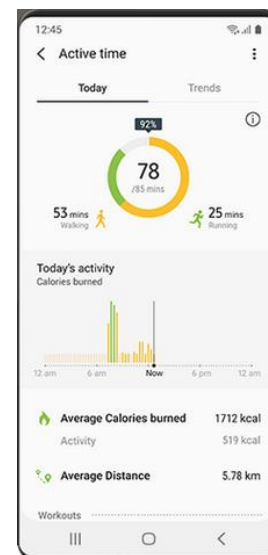 12:45
Active time
Today Trends
92%
78
/85 mins
53 mins
Walking
25 mins
Running
Today's activity
Calories burned
12 am 6 am Now 6 pm 12 am
Average Calories burned 1712 kcal
Activity 519 kcal
Average Distance 5.78 km
Workouts